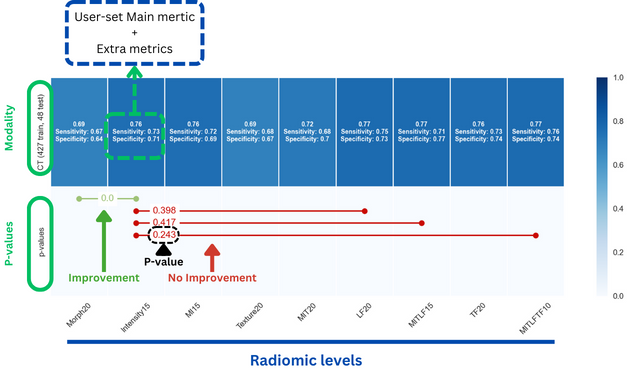 User-set Main mertic
+
Extra metrics
Modality
CT (427 train, 48 test)
0.69
Sensitivity: 0.67
Specificity: 0.64
0.76
Sensitivity: 0.73
Specificity: 0.71
0.76
Sensitivity: 0.72
Specificity: 0.69
0.69
Sensitivity: 0.68
Specificity: 0.67
0.72
Sensitivity: 0.68
Specificity: 0.7
0.77
Sensitivity: 0.75
Specificity: 0.73
0.77
Sensitivity: 0.71
Specificity: 0.77
0.76
Sensitivity: 0.73
Specificity: 0.74
0.77
Sensitivity: 0.76
Specificity: 0.74
1.0
0.8
0.6
0.4
0.2
0.0
P-values
p-values
0.0
0.398
0.417
0.243
P-value
Improvement
No Improvement
Morph20
Intensity15
MI15
Texture20
MIT20
LF20
MITLF15
TF20
MITLFTF10
Radiomic levels